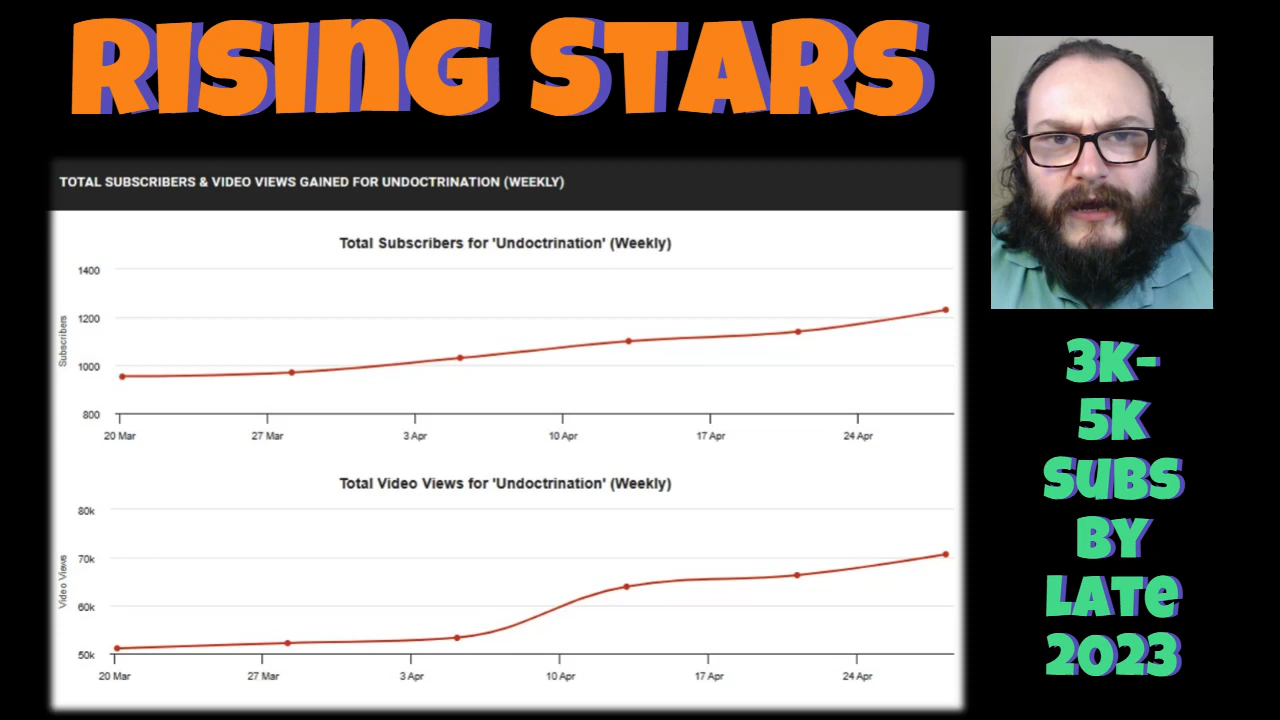 RISING STARS
TOTAL SUBSCRIBERS & VIDEO VIEWS GAINED FOR UNDOCTRINATION (WEEKLY)
Total Subscribers for 'Undoctrination' (Weekly)
1400
1200
1000
800
Subscribers
20 Mar
27 Mar
3 Apr
10 Apr
17 Apr
24 Apr
Total Video Views for 'Undoctrination' (Weekly)
80k
70k
60k
50k
Video Views
20 Mar
27 Mar
3 Apr
10 Apr
17 Apr
24 Apr
3K-
5K
SUBS
BY
LATE
2023